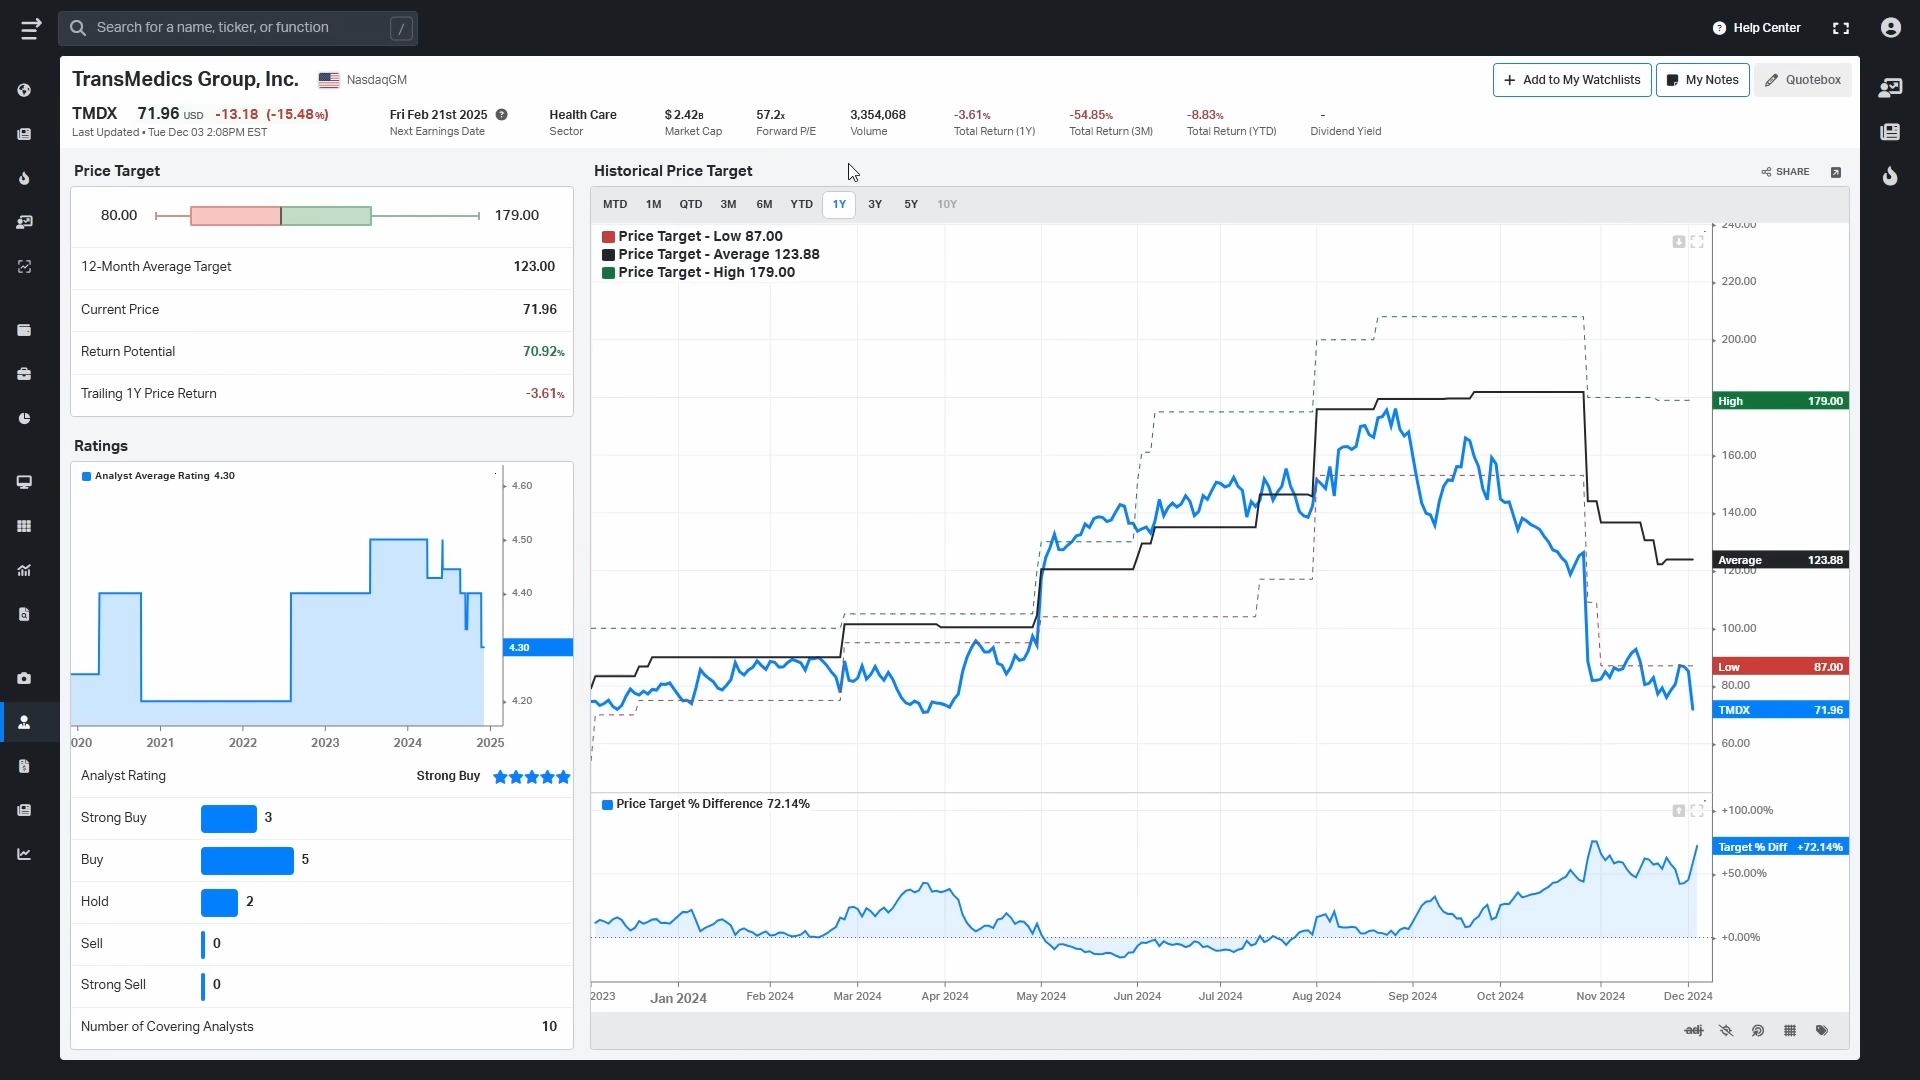 Search for a name, ticker, or function /
Help Center
TransMedics Group, Inc. NasdaqGM
Add to My Watchlists
My Notes
Quotebox
TMDX 71.96 USD -13.18 (-15.48%)
Last Updated • Tue Dec 03 2:08PM EST
Fri Feb 21st 2025 ?
Next Earnings Date
Health Care
Sector
$2.42B
Market Cap
57.2x
Forward P/E
3,354,068
Volume
-3.61%
Total Return (1Y)
-54.85%
Total Return (3M)
-8.83%
Total Return (YTD)
-
Dividend Yield
Price Target
80.00 179.00
12-Month Average Target 123.00
Current Price 71.96
Return Potential 70.92%
Trailing 1Y Price Return -3.61%
Ratings
Analyst Average Rating 4.30
4.60
4.50
4.40
4.30
4.20
020 2021 2022 2023 2024 2025
Analyst Rating Strong Buy
Strong Buy 3
Buy 5
Hold 2
Sell 0
Strong Sell 0
Number of Covering Analysts 10
Historical Price Target
SHARE
MTD 1M QTD 3M 6M YTD 1Y 3Y 5Y 10Y
Price Target - Low 87.00
Price Target - Average 123.88
Price Target - High 179.00
240.00
220.00
200.00
High 179.00
160.00
140.00
Average 123.88
120.00
100.00
Low 87.00
80.00
TMDX 71.96
60.00
Price Target % Difference 72.14%
+100.00%
Target % Diff +72.14%
+50.00%
+0.00%
2023 Jan 2024 Feb 2024 Mar 2024 Apr 2024 May 2024 Jun 2024 Jul 2024 Aug 2024 Sep 2024 Oct 2024 Nov 2024 Dec 2024
adj